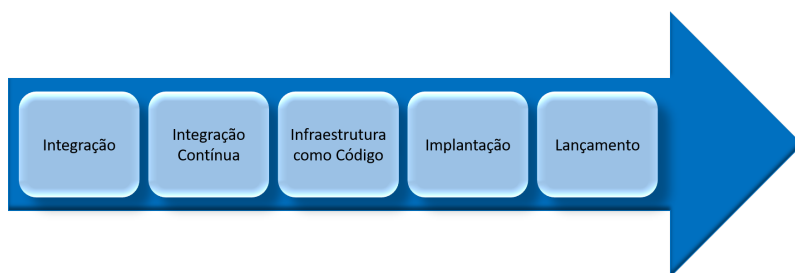 Integração
Integração
Contínua
Infraestrutura
como Código
Implantação
Lançamento